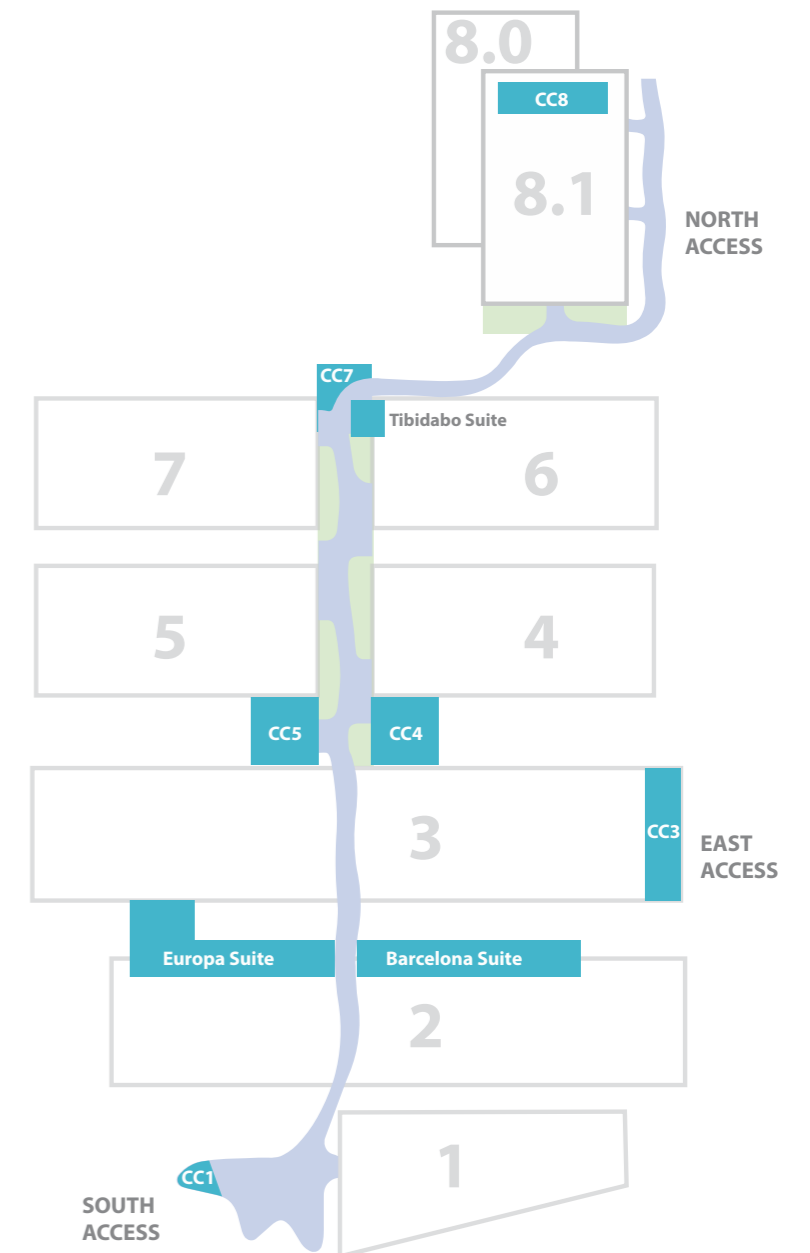 8.0
CC8
8.1
NORTH
ACCESS
CC7
Tibidabo Suite
7
6
5
4
CC5
CC4
3
CC3
EAST
ACCESS
Europa Suite
Barcelona Suite
2
1
CC1
SOUTH
ACCESS